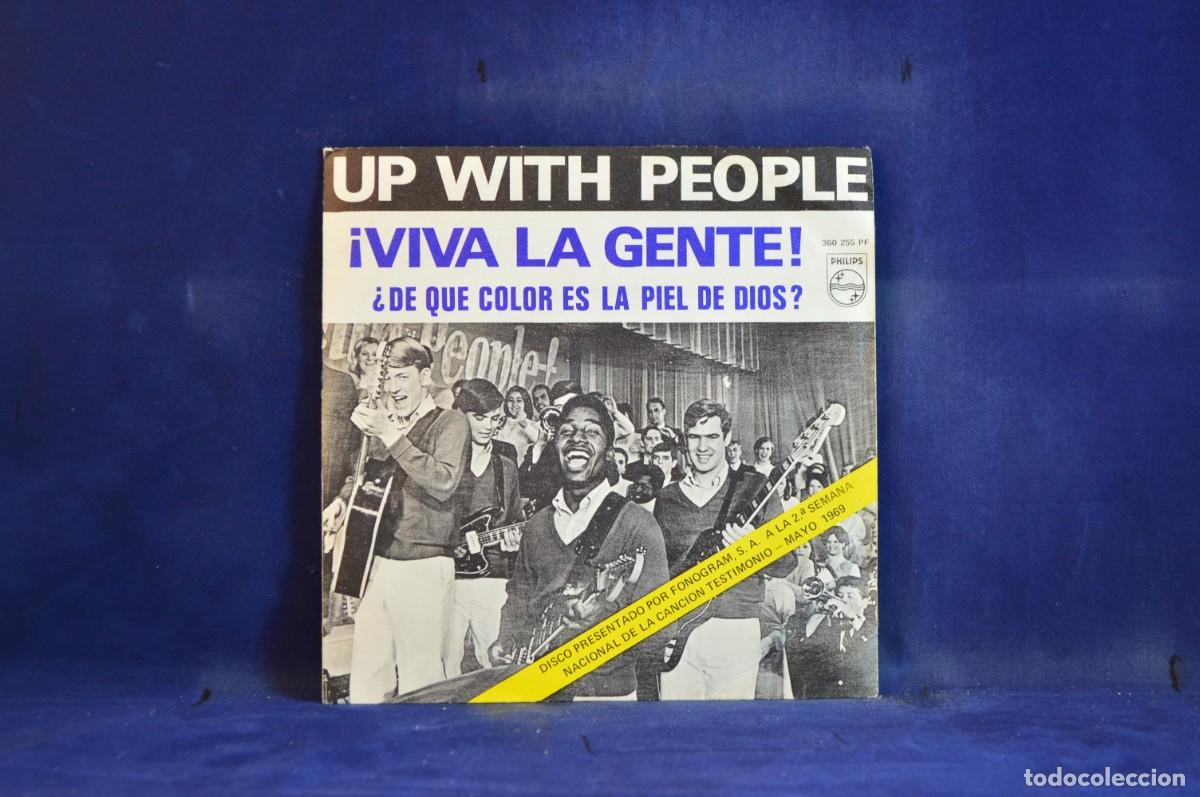 UP WITH PEOPLE
¡VIVA LA GENTE!
360 255 PF
PHILIPS
¿DE QUE COLOR ES LA PIEL DE DIOS?
people!
DISCO PRESENTADO POR FONOGRAM, S. A. A LA 2.ª SEMANA
NACIONAL DE LA CANCION TESTIMONIO – MAYO 1969
todocoleccion